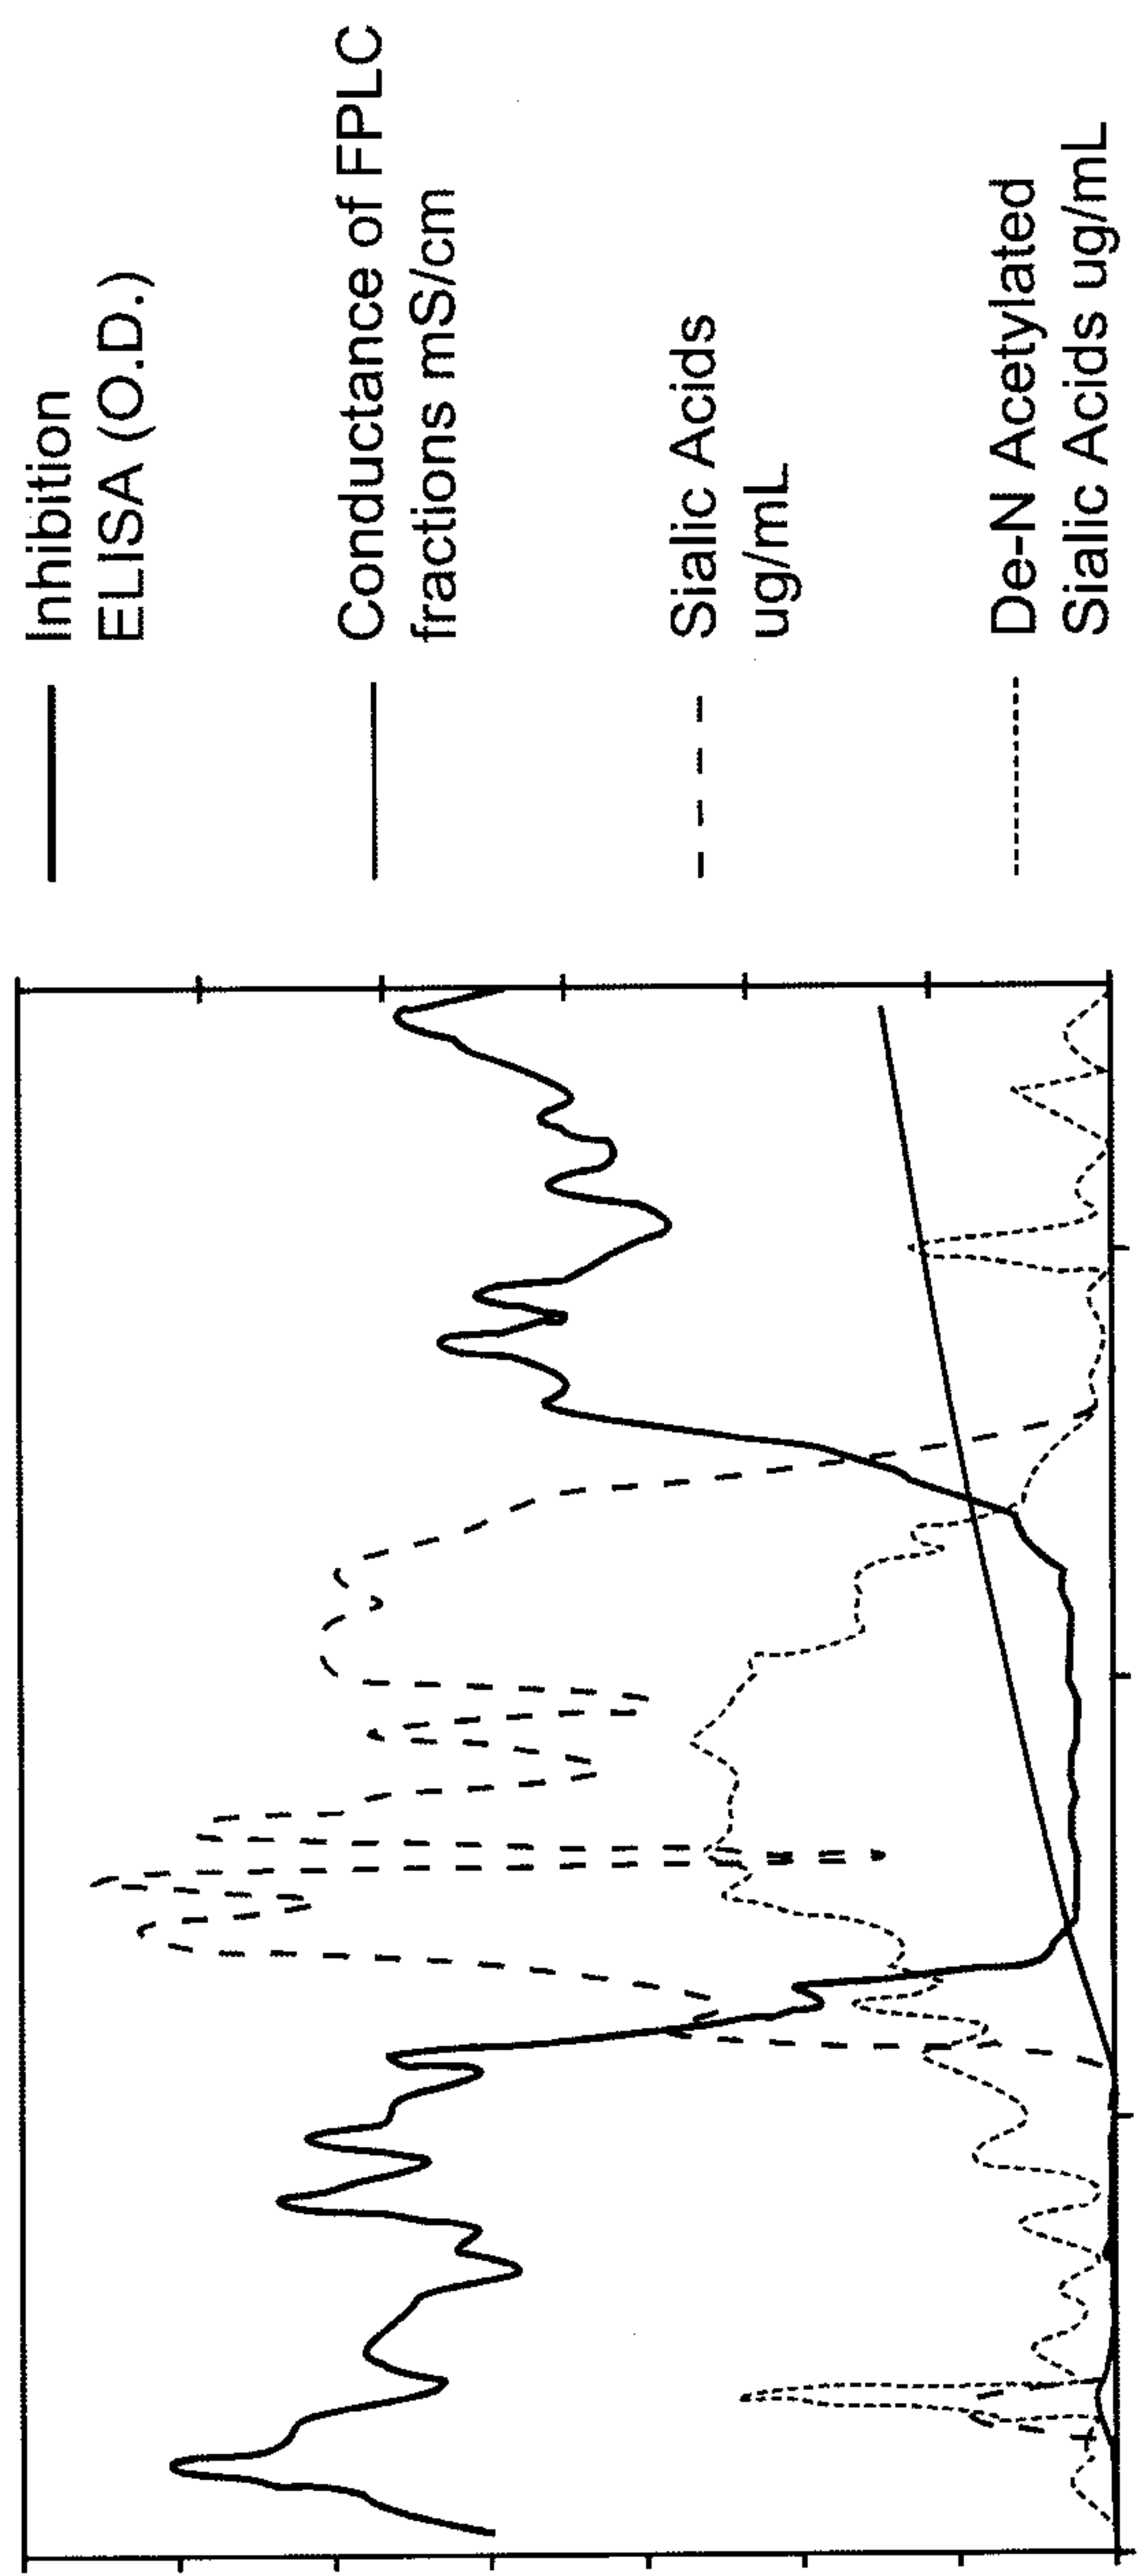 Inhibition
ELISA (O.D.)
Conductance of FPLC
fractions mS/cm
Sialic Acids
ug/mL
De-N Acetylated
Sialic Acids ug/mL